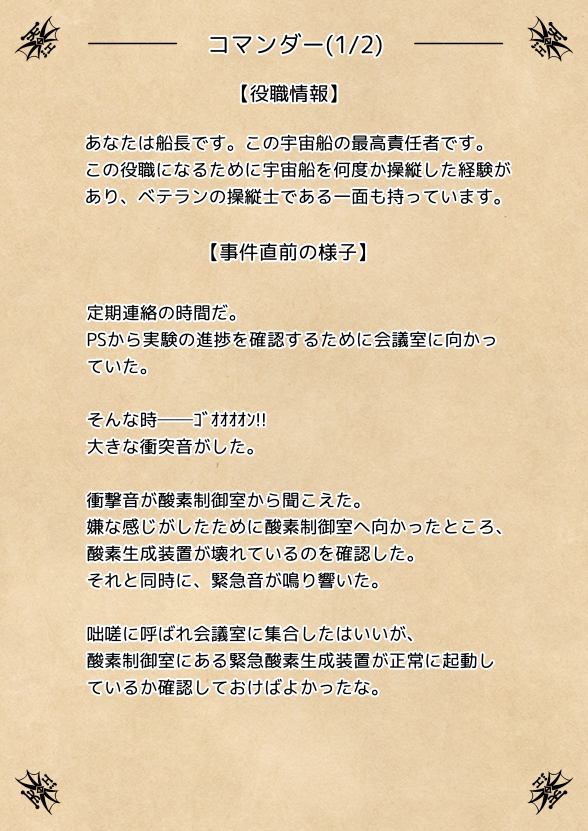 コマンダー(1/2)
【役職情報】
あなたは船長です。この宇宙船の最高責任者です。
この役職になるために宇宙船を何度か操縦した経験が
あり、ベテランの操縦士である一面も持っています。
【事件直前の様子】
定期連絡の時間だ。
PSから実験の進捗を確認するために会議室に向かっ
ていた。
そんな時――ｺﾞｵｵｵｵﾝ!!
大きな衝突音がした。
衝撃音が酸素制御室から聞こえた。
嫌な感じがしたために酸素制御室へ向かったところ、
酸素生成装置が壊れているのを確認した。
それと同時に、緊急音が鳴り響いた。
咄嗟に呼ばれ会議室に集合したはいいが、
酸素制御室にある緊急酸素生成装置が正常に起動し
ているか確認しておけばよかったな。